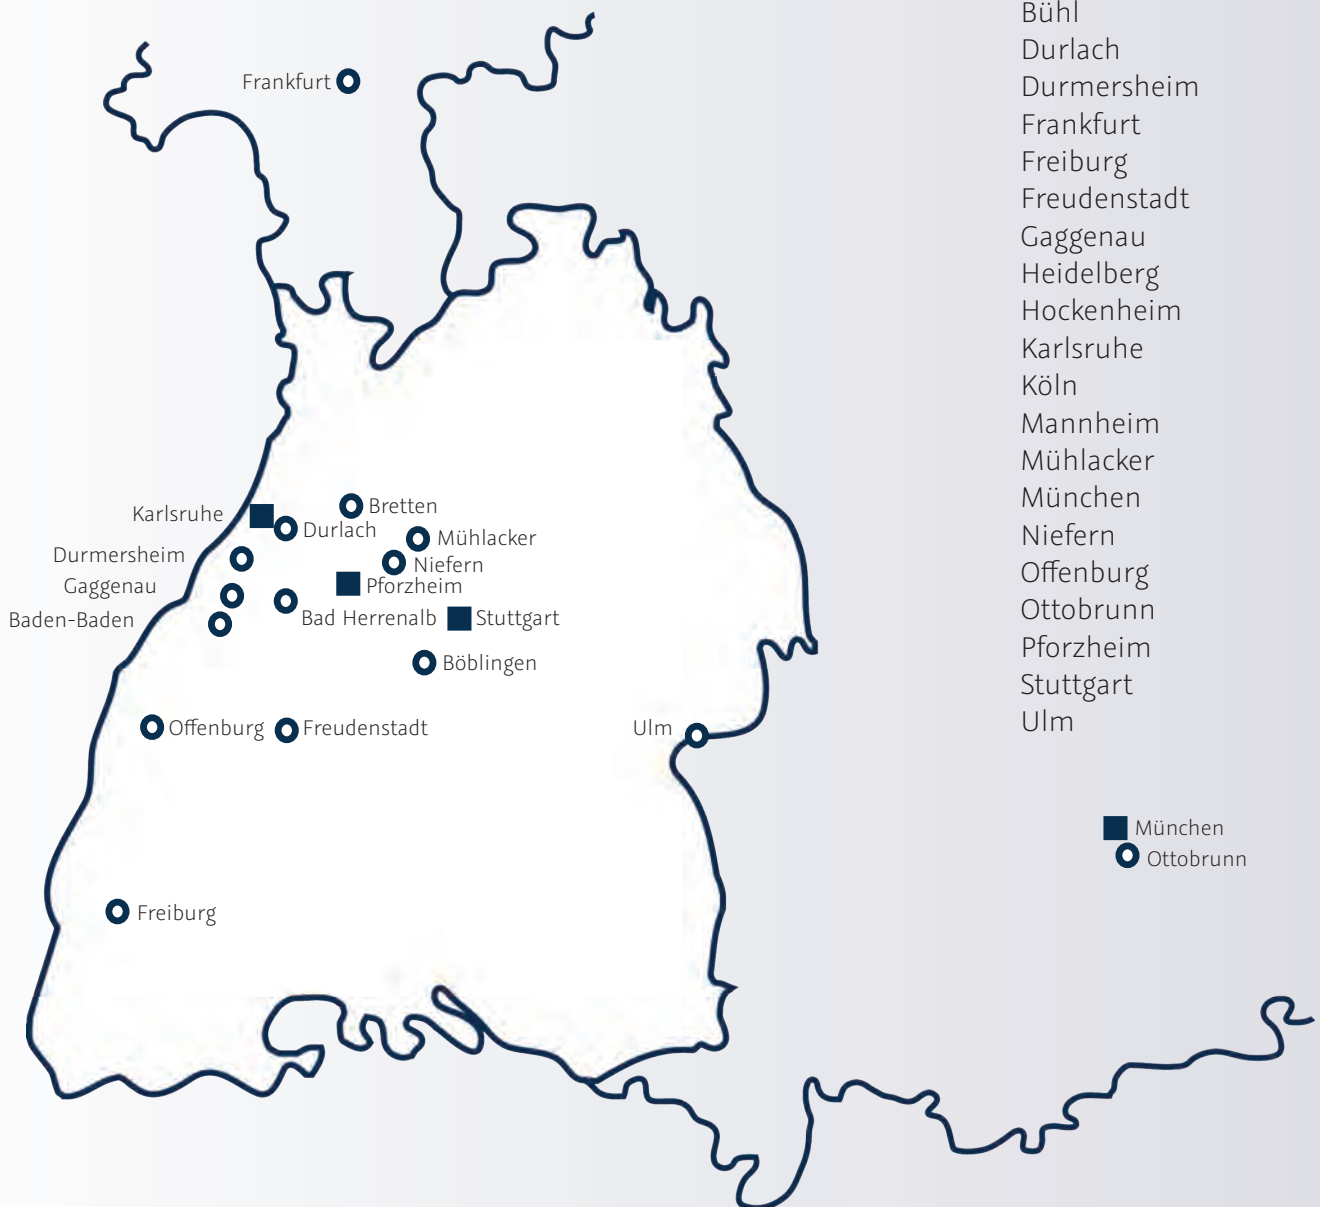 Bühl
Durlach
Durmersheim
Frankfurt
Freiburg
Freudenstadt
Gaggenau
Heidelberg
Hockenheim
Karlsruhe
Köln
Mannheim
Mühlacker
München
Niefern
Offenburg
Ottobrunn
Pforzheim
Stuttgart
Ulm
Frankfurt
Karlsruhe
Bretten
Durlach
Mühlacker
Durmersheim
Niefern
Gaggenau
Pforzheim
Baden-Baden
Bad Herrenalb
Stuttgart
Böblingen
Offenburg
Freudenstadt
Ulm
München
Ottobrunn
Freiburg